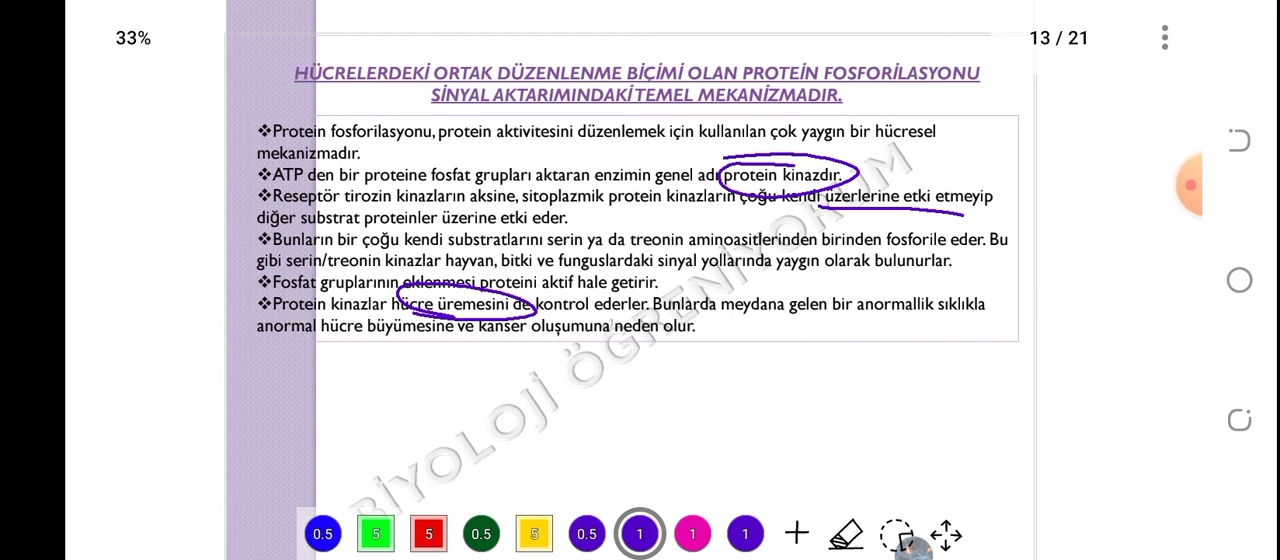 33%
13 / 21
HÜCRELERDEKİ ORTAK DÜZENLENME BİÇİMİ OLAN PROTEİN FOSFORİLASYONU
SİNYAL AKTARIMINDAKİ TEMEL MEKANİZMADIR.
❖Protein fosforilasyonu, protein aktivitesini düzenlemek için kullanılan çok yaygın bir hücresel
mekanizmadır.
❖ATP den bir proteine fosfat grupları aktaran enzimin genel adı protein kinazdır.
❖Reseptör tirozin kinazların aksine, sitoplazmik protein kinazların çoğu kendi üzerlerine etki etmeyip
diğer substrat proteinler üzerine etki eder.
❖Bunların bir çoğu kendi substratlarını serin ya da treonin aminoasitlerinden birinden fosforile eder. Bu
gibi serin/treonin kinazlar hayvan, bitki ve funguslardaki sinyal yollarında yaygın olarak bulunurlar.
❖Fosfat gruplarının eklenmesi proteini aktif hale getirir.
❖Protein kinazlar hücre üremesini de kontrol ederler. Bunlarda meydana gelen bir anormallik sıklıkla
anormal hücre büyümesine ve kanser oluşumuna neden olur.
BİYOLOJİ ÖĞRENİYORUM
0.5 5 5 0.5 5 0.5 1 1 1